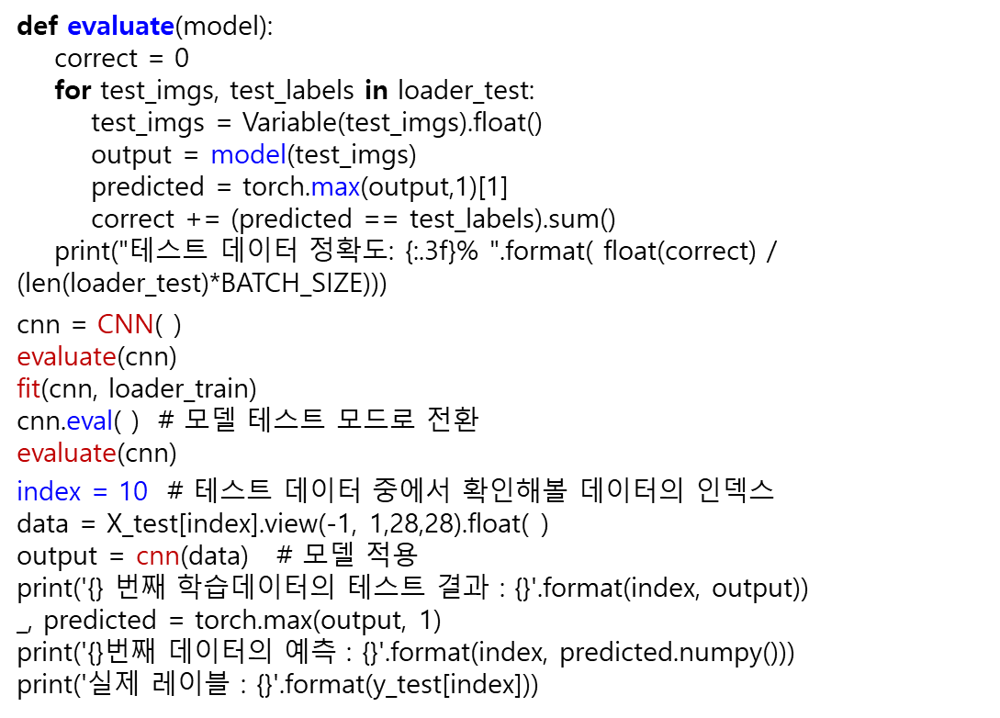 def evaluate(model):
correct = 0
for test_imgs, test_labels in loader_test:
test_imgs = Variable(test_imgs).float()
output = model(test_imgs)
predicted = torch.max(output,1)[1]
correct += (predicted == test_labels).sum()
print("테스트 데이터 정확도: {:.3f}% ".format( float(correct) /
(len(loader_test)*BATCH_SIZE)))
cnn = CNN( )
evaluate(cnn)
fit(cnn, loader_train)
cnn.eval( ) # 모델 테스트 모드로 전환
evaluate(cnn)
index = 10 # 테스트 데이터 중에서 확인해볼 데이터의 인덱스
data = X_test[index].view(-1, 1,28,28).float( )
output = cnn(data) # 모델 적용
print('{} 번째 학습데이터의 테스트 결과 : {}'.format(index, output))
_, predicted = torch.max(output, 1)
print('{}번째 데이터의 예측 : {}'.format(index, predicted.numpy()))
print('실제 레이블 : {}'.format(y_test[index]))